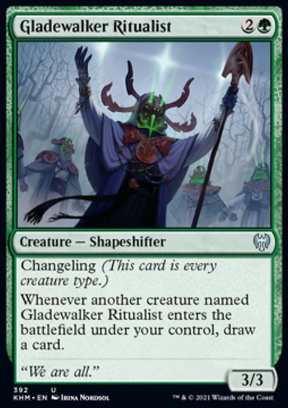 Gladewalker Ritualist 2
Creature — Shapeshifter
Changeling (This card is every
creature type.)
Whenever another creature named
Gladewalker Ritualist enters the
battlefield under your control, draw
a card.
“We are all.”
3/3
392 U
KHM • EN Irina Nordsol ™ & © 2021 Wizards of the Coast